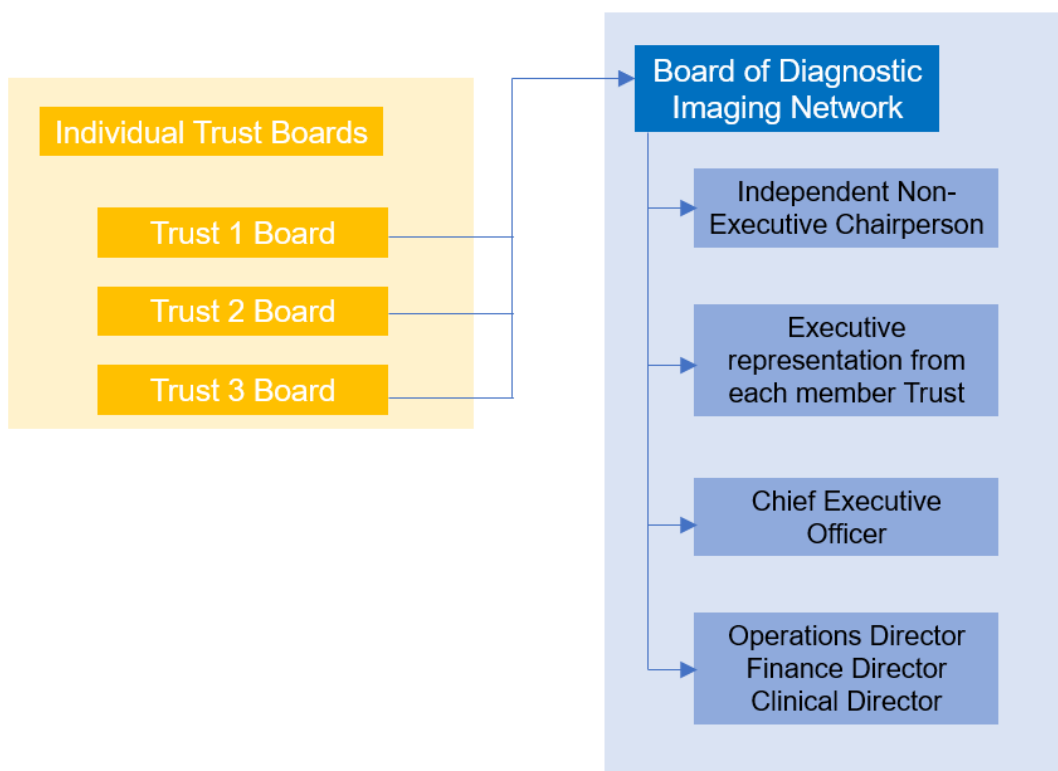 Individual Trust Boards
Trust 1 Board
Trust 2 Board
Trust 3 Board
Board of Diagnostic
Imaging Network
Independent Non-
Executive Chairperson
Executive
representation from
each member Trust
Chief Executive
Officer
Operations Director
Finance Director
Clinical Director